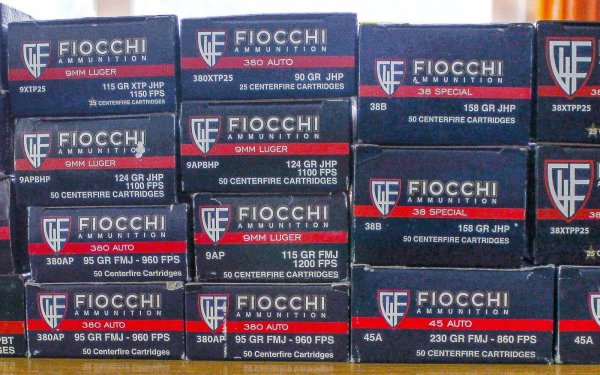 FIOCCHI
AMMUNITION
9MM LUGER
9XTP25
115 GR XTP JHP
1150 FPS
25 CENTERFIRE CARTRIDGES
FIOCCHI
AMMUNITION
9MM LUGER
9APBHP
124 GR JHP
1100 FPS
50 CENTERFIRE CARTRIDGES
FIOCCHI
AMMUNITION
380 AUTO
380AP
95 GR FMJ - 960 FPS
50 Centerfire Cartridges
FIOCCHI
AMMUNITION
380 AUTO
380AP
95 GR FMJ - 960 FPS
50 Centerfire Cartridges
FIOCCHI
AMMUNITION
380 AUTO
380XTP25
90 GR JHP
25 CENTERFIRE CARTRIDGES
FIOCCHI
AMMUNITION
9MM LUGER
124 GR JHP
1100 FPS
50 CENTERFIRE CARTRIDGES
9APBHP
FIOCCHI
AMMUNITION
9MM LUGER
9AP
115 GR FMJ
1200 FPS
50 Centerfire Cartridges
FIOCCHI
AMMUNITION
380 AUTO
380AP
95 GR FMJ - 960 FPS
50 Centerfire Cartridges
FIOCCHI
AMMUNITION
38 SPECIAL
38B
158 GR JHP
50 CENTERFIRE CARTRIDGES
FIOCCHI
AMMUNITION
38 SPECIAL
38B
158 GR JHP
50 CENTERFIRE CARTRIDGES
FIOCCHI
AMMUNITION
45 AUTO
45A
230 GR FMJ - 860 FPS
50 Centerfire Cartridges
38XTPP25
38XTPP25
45A